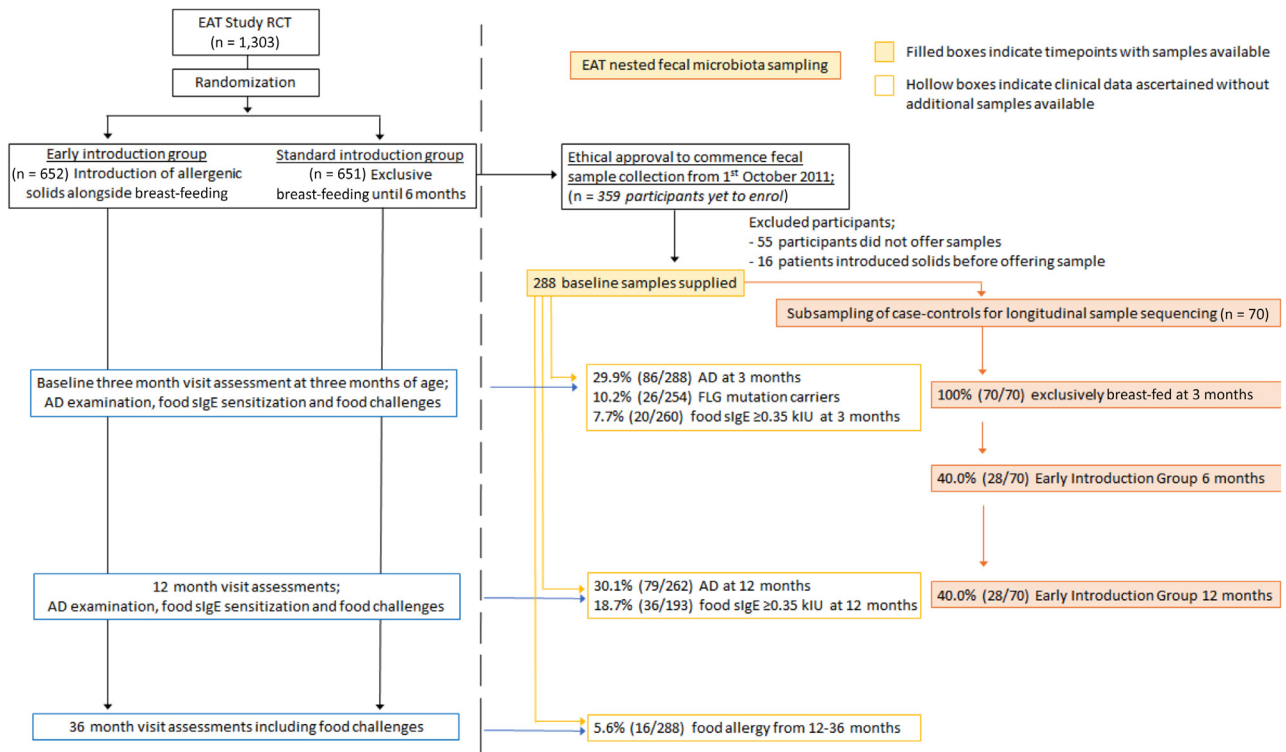 EAT Study RCT
(n = 1,303)
Randomization
Early introduction group
(n = 652) Introduction of allergenic
solids alongside breast-feeding
Standard introduction group
(n = 651) Exclusive
breast-feeding until 6 months
EAT nested fecal microbiota sampling
Filled boxes indicate timepoints with samples available
Hollow boxes indicate clinical data ascertained without
additional samples available
Ethical approval to commence fecal
sample collection from 1st October 2011;
(n = 359 participants yet to enrol)
Excluded participants;
- 55 participants did not offer samples
- 16 patients introduced solids before offering sample
288 baseline samples supplied
Subsampling of case-controls for longitudinal sample sequencing (n = 70)
Baseline three month visit assessment at three months of age;
AD examination, food sIgE sensitization and food challenges
29.9% (86/288) AD at 3 months
10.2% (26/254) FLG mutation carriers
7.7% (20/260) food sIgE ≥0.35 kIU at 3 months
100% (70/70) exclusively breast-fed at 3 months
40.0% (28/70) Early Introduction Group 6 months
12 month visit assessments;
AD examination, food sIgE sensitization and food challenges
30.1% (79/262) AD at 12 months
18.7% (36/193) food sIgE ≥0.35 kIU at 12 months
40.0% (28/70) Early Introduction Group 12 months
36 month visit assessments including food challenges
5.6% (16/288) food allergy from 12-36 months